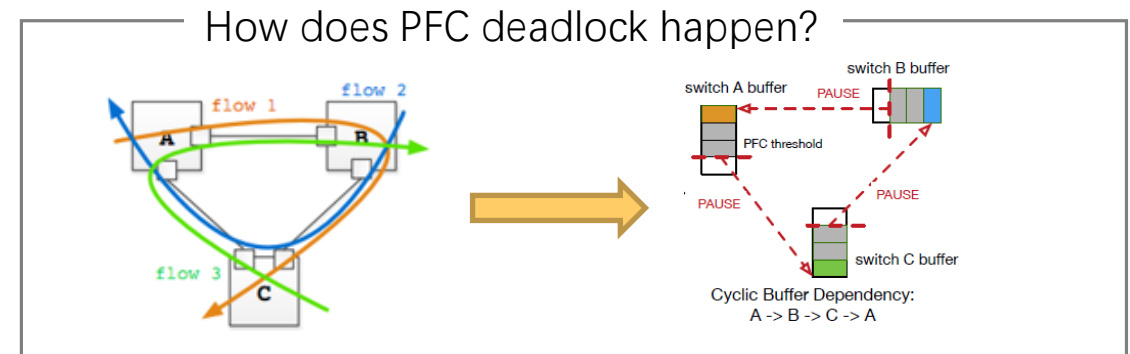 How does PFC deadlock happen?
flow 1
flow 2
A
B
flow 3
C
switch B buffer
switch A buffer
PAUSE
PFC threshold
PAUSE
PAUSE
switch C buffer
Cyclic Buffer Dependency:
A -> B -> C -> A